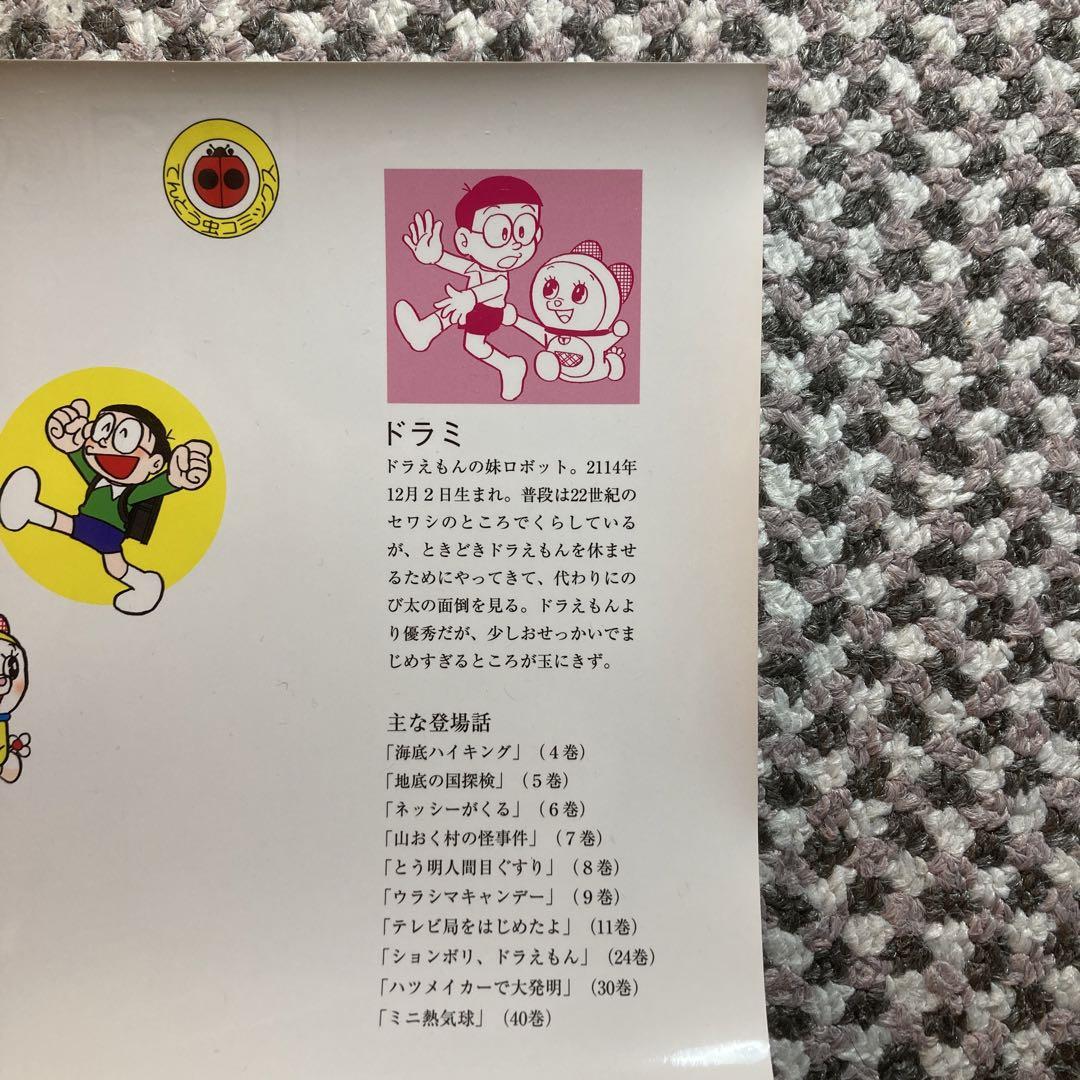 てんとう虫コミックス
ドラミ
ドラえもんの妹ロボット。2114年
12月2日生まれ。普段は22世紀の
セワシのところでくらしている
が、ときどきドラえもんを休ませ
るためにやってきて、代わりにの
び太の面倒を見る。ドラえもんよ
り優秀だが、少しおせっかいでま
じめすぎるところが玉にきず。
主な登場話
「海底ハイキング」（4巻）
「地底の国探検」（5巻）
「ネッシーがくる」（6巻）
「山おく村の怪事件」（7巻）
「とう明人間目ぐすり」（8巻）
「ウラシマキャンデー」（9巻）
「テレビ局をはじめたよ」（11巻）
「ションボリ、ドラえもん」（24巻）
「ハツメイカーで大発明」（30巻）
「ミニ熱気球」（40巻）